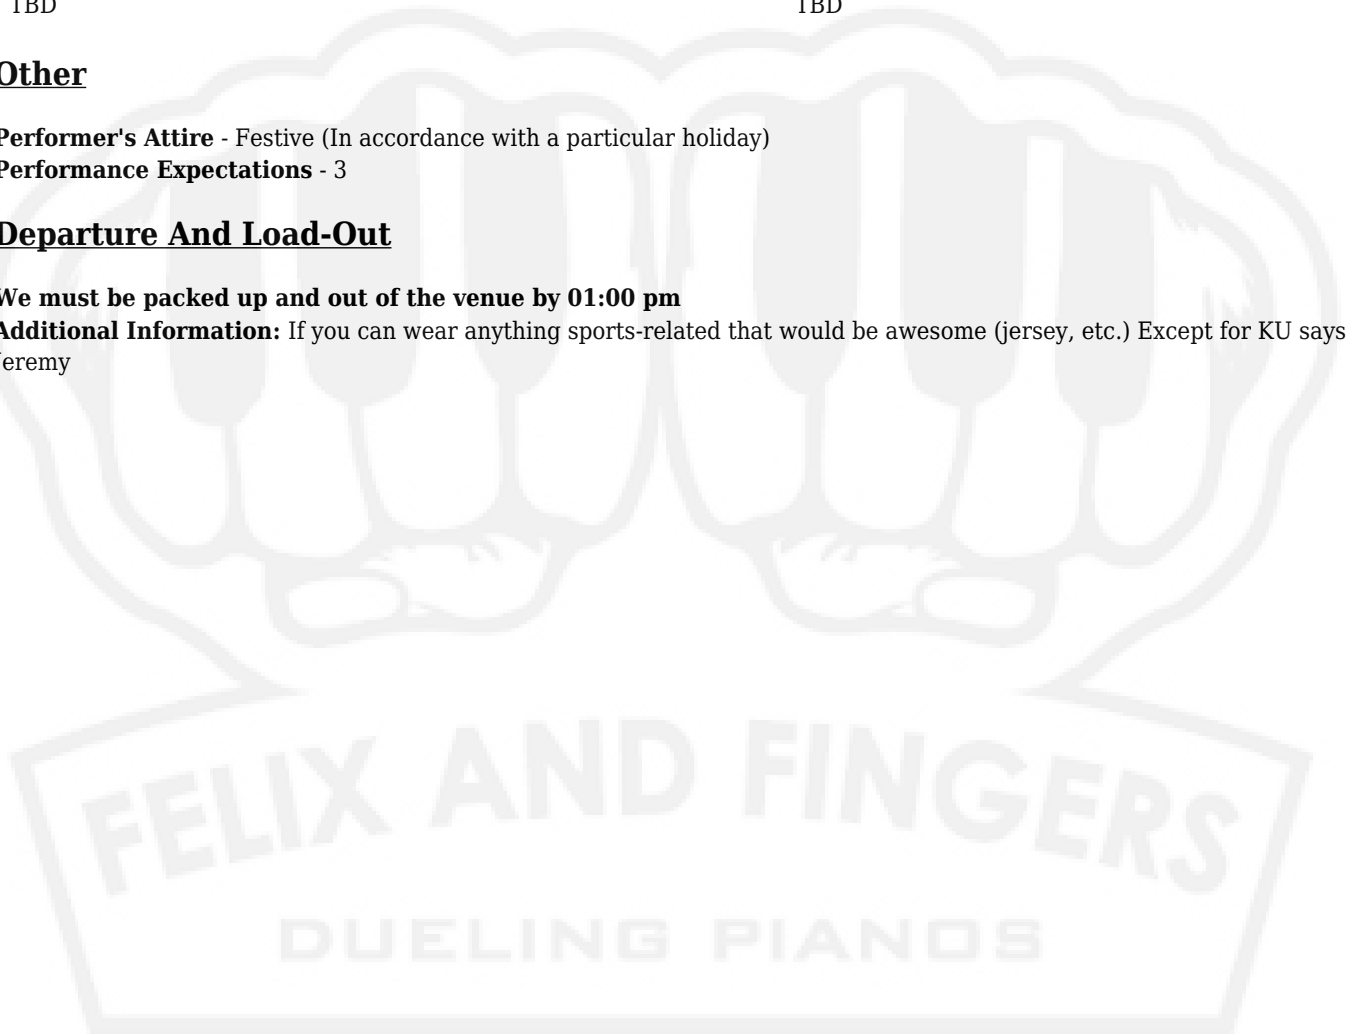 TBD TBD
Other
Performer's Attire - Festive (In accordance with a particular holiday)
Performance Expectations - 3
Departure And Load-Out
We must be packed up and out of the venue by 01:00 pm
Additional Information: If you can wear anything sports-related that would be awesome (jersey, etc.) Except for KU says
Jeremy
FELIX AND FINGERS
DUELING PIANOS